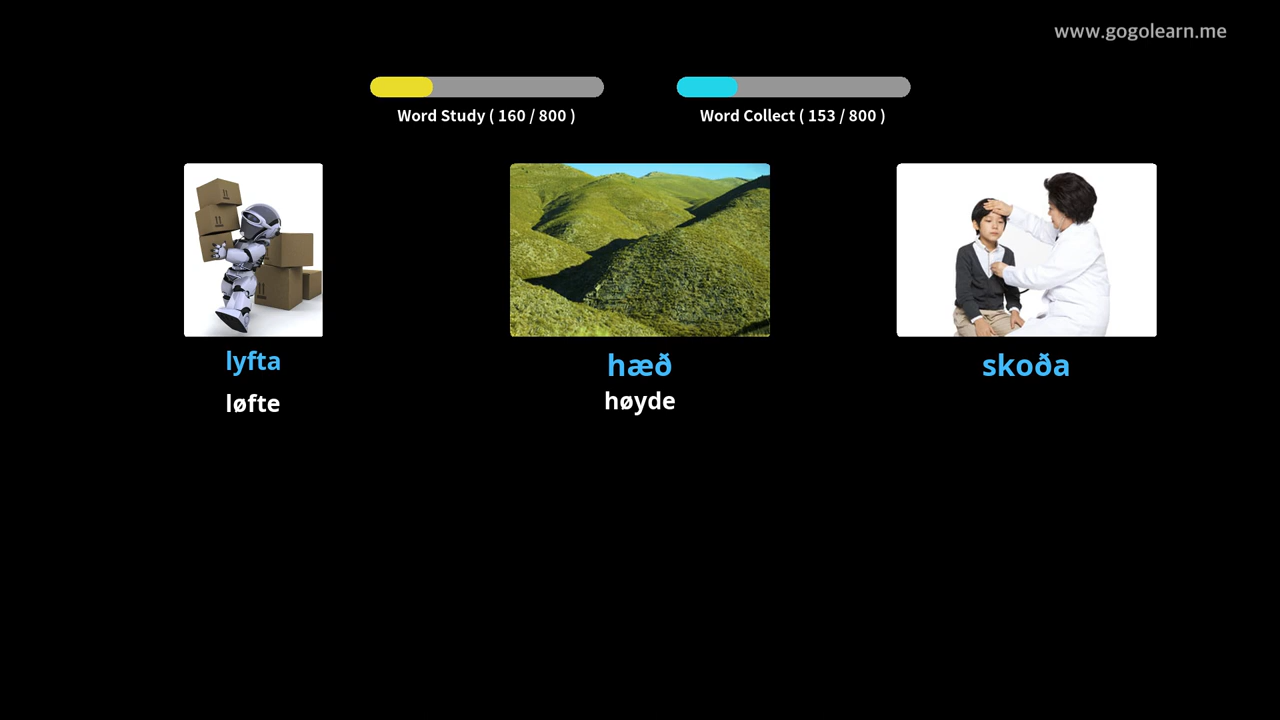 www.gogolearn.me
Word Study ( 160 / 800 )
Word Collect ( 153 / 800 )
lyfta
løfte
hæð
høyde
skoða